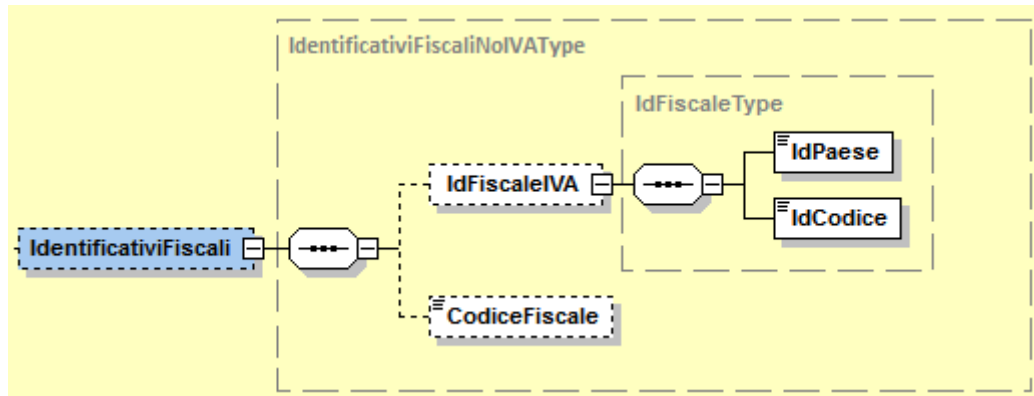 IdentificativiFiscaliNoIVAType
IdFiscaleType
IdPaese
IdFiscaleIVA
IdCodice
IdentificativiFiscali
CodiceFiscale